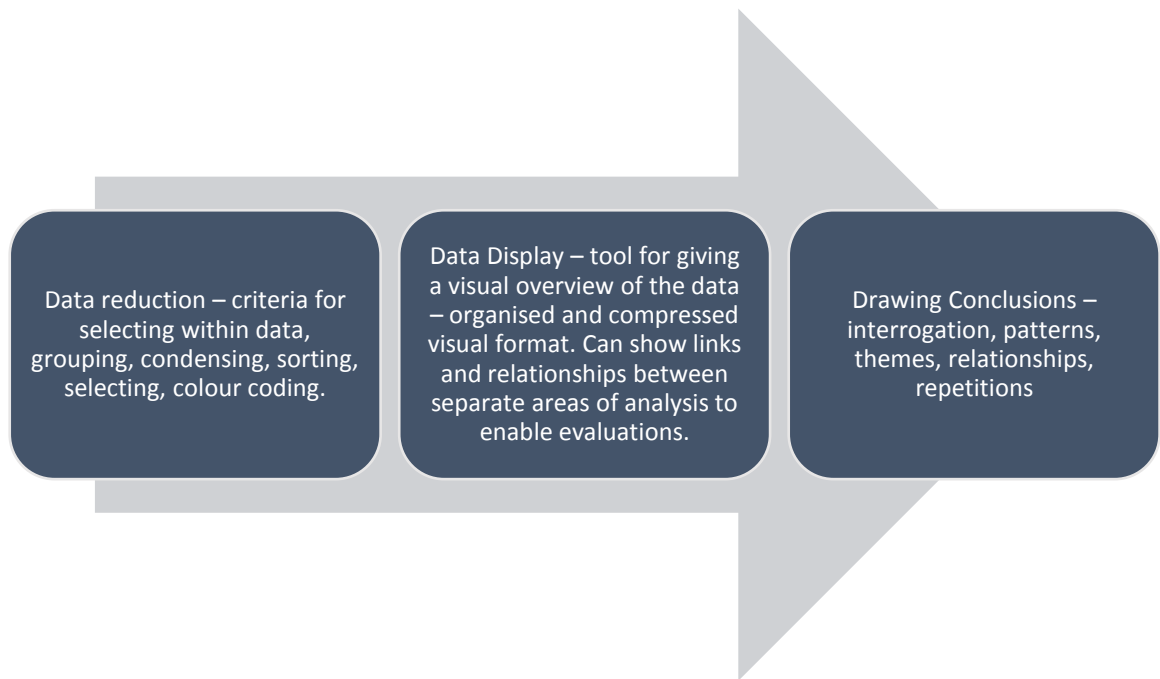 Data reduction – criteria for
selecting within data,
grouping, condensing, sorting,
selecting, colour coding.
Data Display – tool for giving
a visual overview of the data
– organised and compressed
visual format. Can show links
and relationships between
separate areas of analysis to
enable evaluations.
Drawing Conclusions –
interrogation, patterns,
themes, relationships,
repetitions